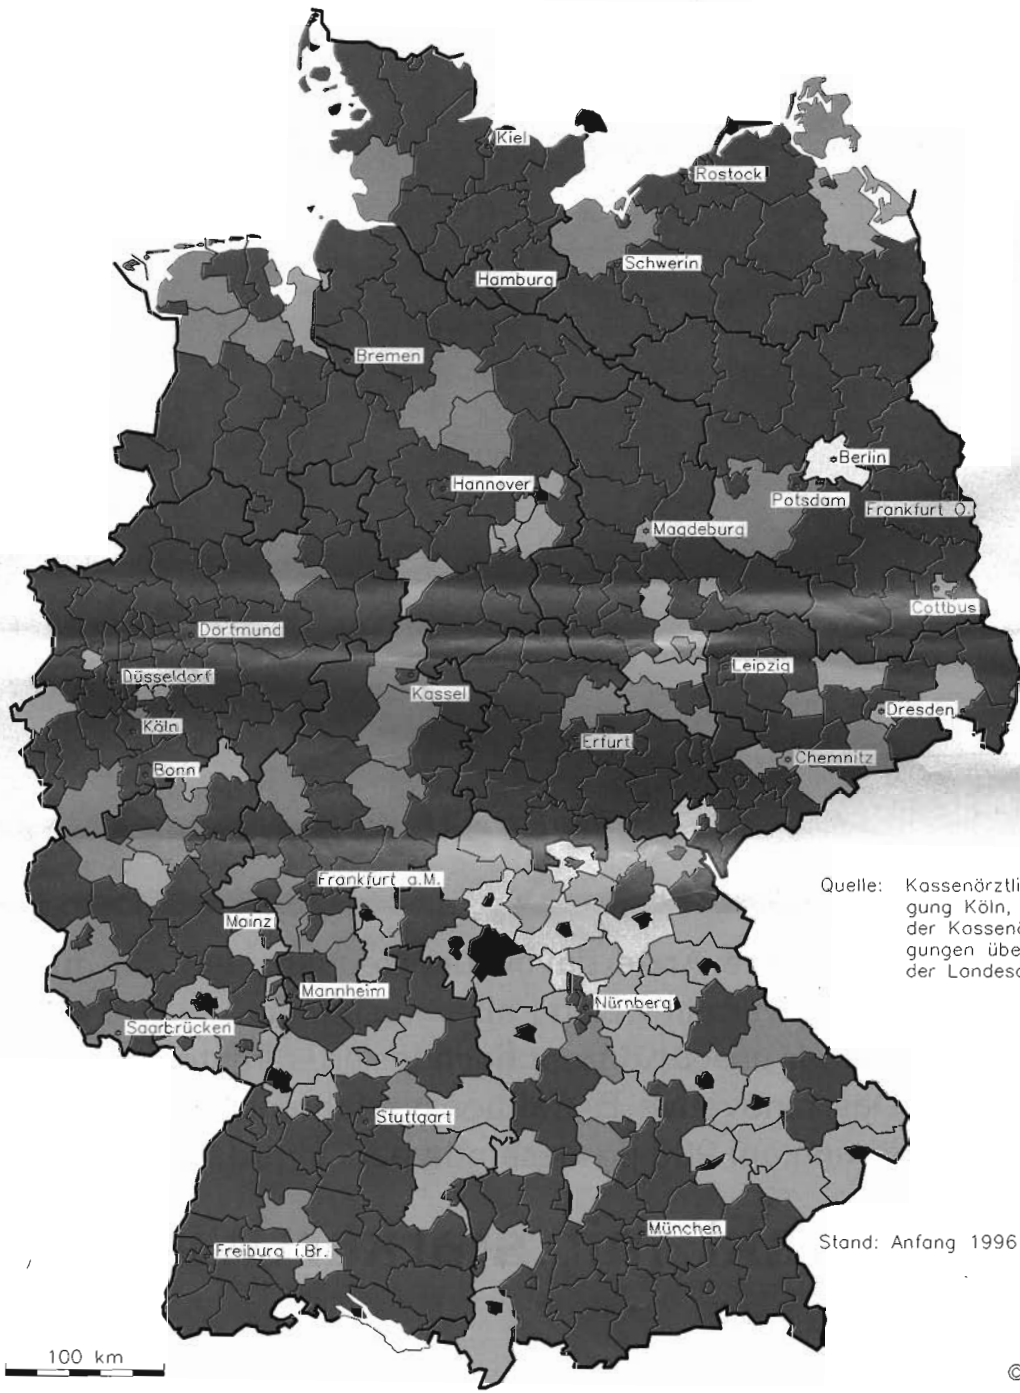 Kiel
Rostock
Schwerin
Hamburg
Bremen
Berlin
Hannover
Potsdam
Frankfurt O.
Magdeburg
Cottbus
Dortmund
Leipzig
Düsseldorf
Kassel
Dresden
Köln
Erfurt
Chemnitz
Bonn
Frankfurt a.M.
Quelle: Kassenärztli
gung Köln,
der Kassenä
gungen übe
der Landes
Mainz
Mannheim
Nürnberg
Saarbrücken
Stuttgart
München
Stand: Anfang 1996
Freiburg i.Br.
100 km
©